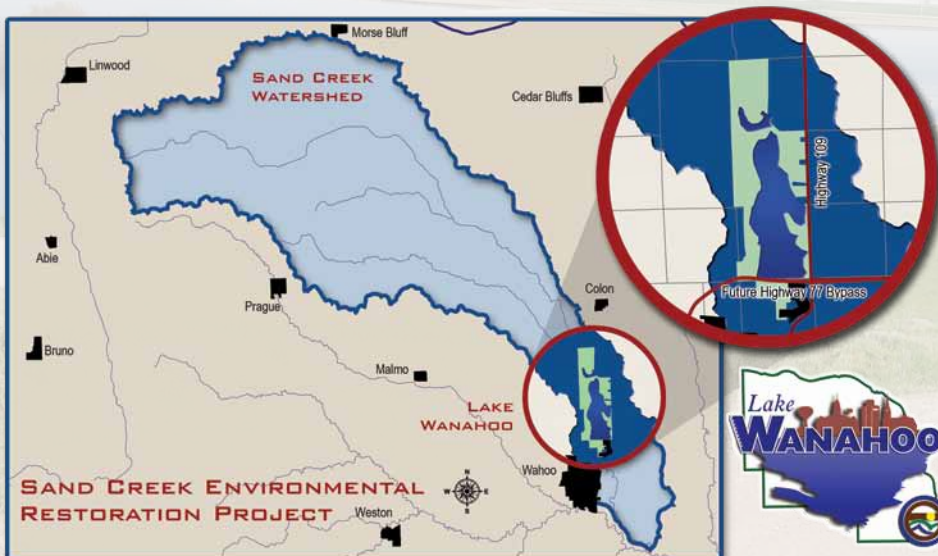 Morse Bluff
Linwood
SAND CREEK
WATERSHED
Cedar Bluffs
Highway 109
Abie
Prague
Colon
Future Highway 77 Bypass
Bruno
Malmo
LAKE
WANAHOO
Lake
WANAHOO
Wahoo
N
W E
S
SAND CREEK ENVIRONMENTAL
RESTORATION PROJECT
Weston